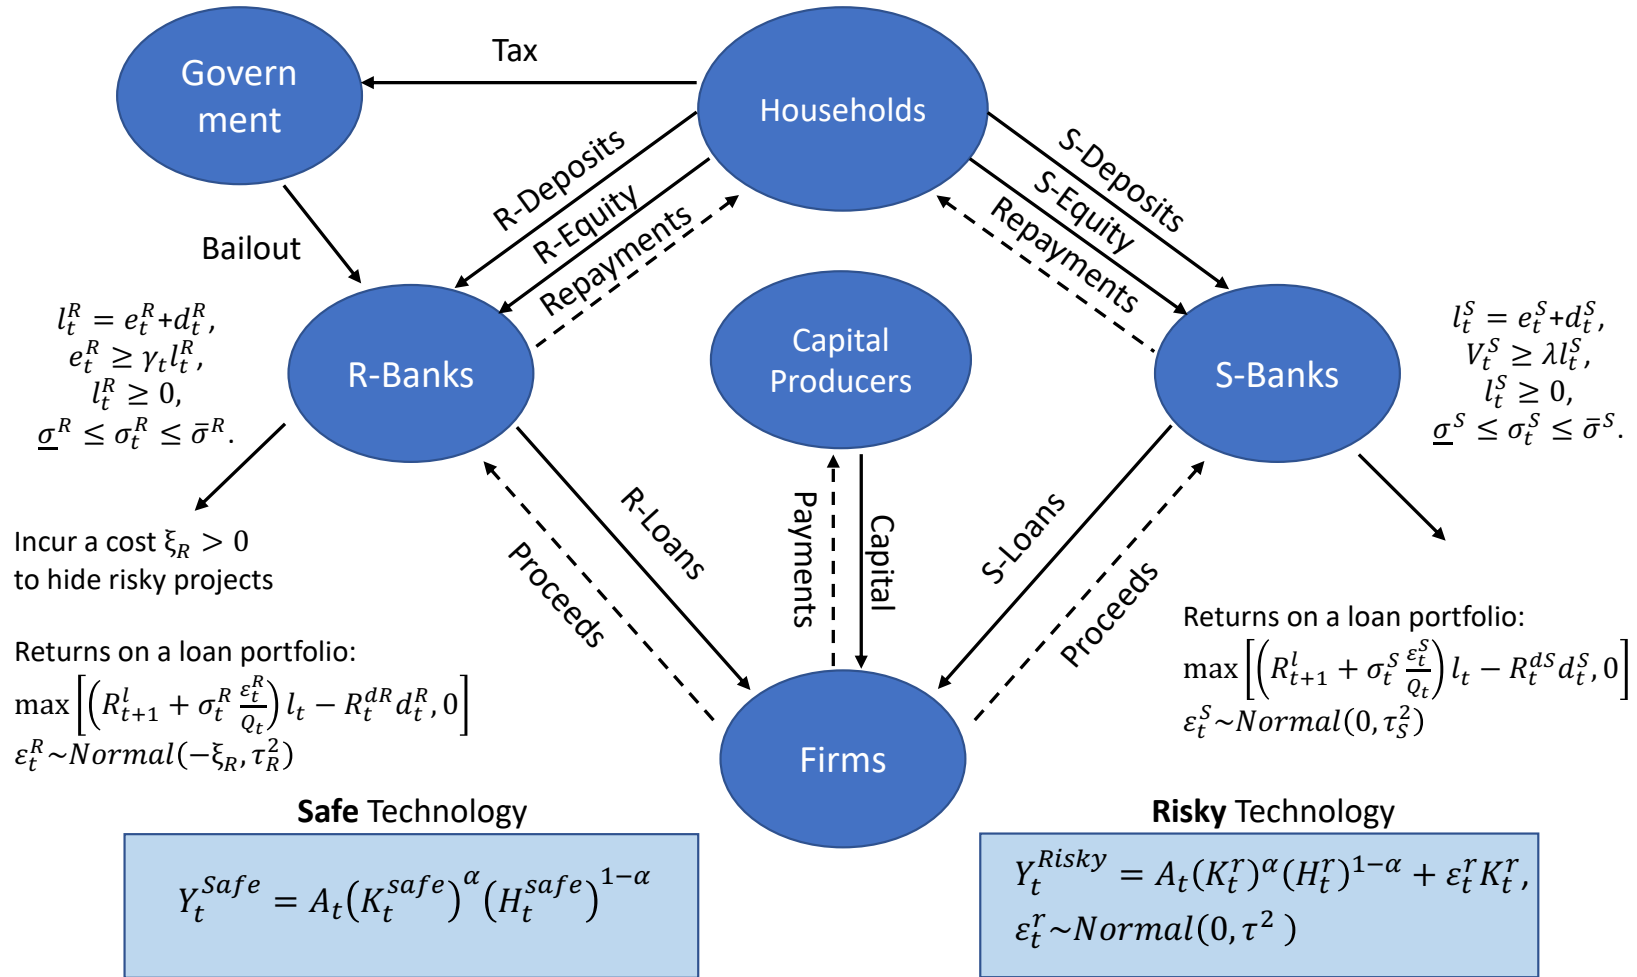 Govern
ment
Tax
Households
R-Deposits
R-Equity
Repayments
S-Deposits
S-Equity
Repayments
Bailout
l_t^R = e_t^R+d_t^R,
e_t^R ≥ γ_t l_t^R,
l_t^R ≥ 0,
σ̲^R ≤ σ_t^R ≤ σ̄^R.
R-Banks
Capital
Producers
S-Banks
l_t^S = e_t^S+d_t^S,
V_t^S ≥ λl_t^S,
l_t^S ≥ 0,
σ̲^S ≤ σ_t^S ≤ σ̄^S.
Incur a cost ξ_R > 0
to hide risky projects
R-Loans
Proceeds
Payments
Capital
S-Loans
Proceeds
Returns on a loan portfolio:
max[(R_{t+1}^l + σ_t^R ε_t^R/Q_t) l_t − R_t^{dR} d_t^R, 0]
ε_t^R~Normal(−ξ_R, τ_R^2)
Returns on a loan portfolio:
max[(R_{t+1}^l + σ_t^S ε_t^S/Q_t) l_t − R_t^{dS} d_t^S, 0]
ε_t^S~Normal(0, τ_S^2)
Firms
Safe Technology
Y_t^{Safe} = A_t(K_t^{safe})^α(H_t^{safe})^{1−α}
Risky Technology
Y_t^{Risky} = A_t(K_t^r)^α(H_t^r)^{1−α} + ε_t^r K_t^r,
ε_t^r~Normal(0, τ^2 )